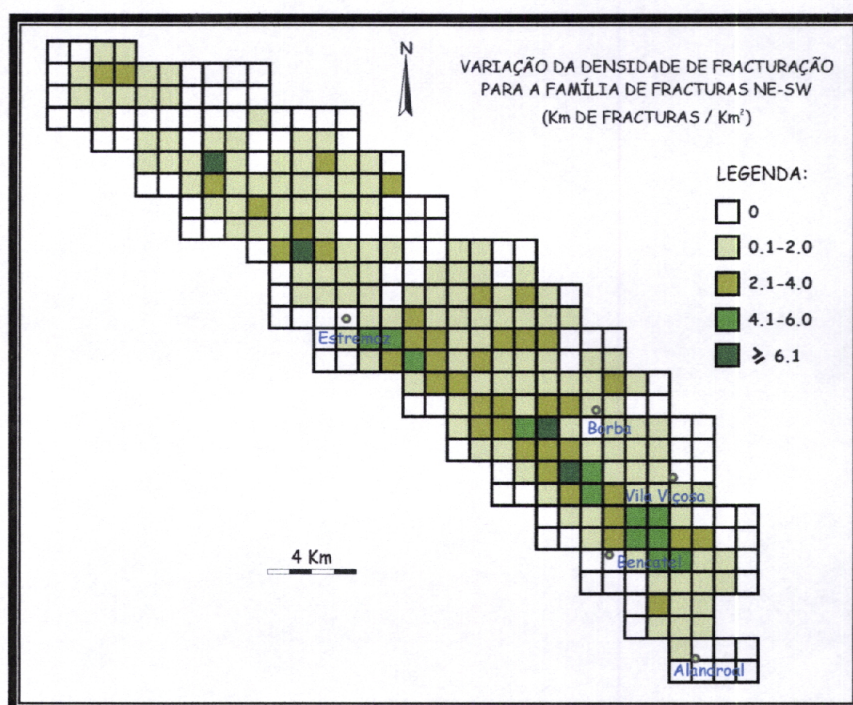 N
VARIAÇÃO DA DENSIDADE DE FRACTURAÇÃO
PARA A FAMÍLIA DE FRACTURAS NE-SW
(Km DE FRACTURAS / Km²)
LEGENDA:
0
0.1-2.0
2.1-4.0
4.1-6.0
≥ 6.1
Estremoz
Borba
Vila Viçosa
Bencatel
Alandroal
4 Km